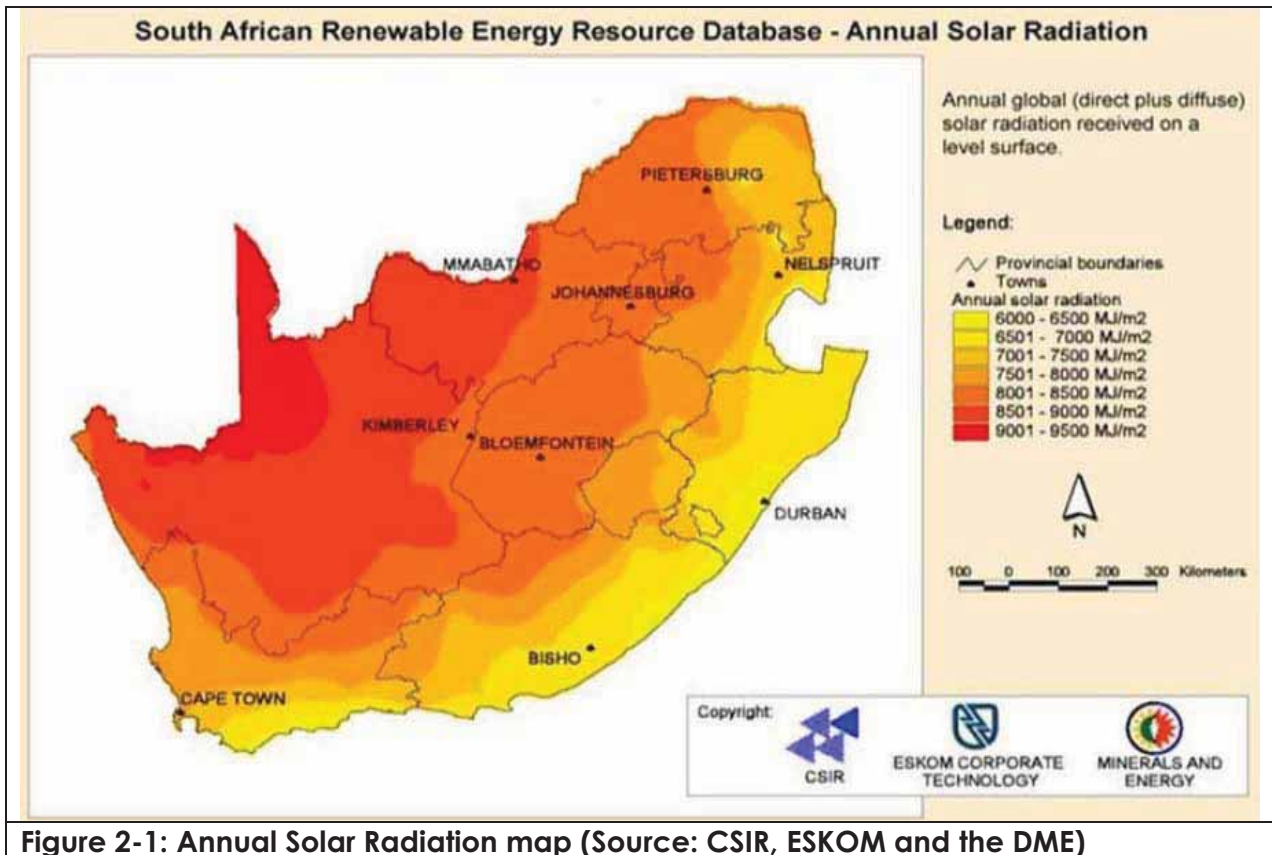 South African Renewable Energy Resource Database - Annual Solar Radiation
Annual global (direct plus diffuse)
solar radiation received on a
level surface.
PIETERSBURG
Legend:
MMABATHO
NELSPRUIT
JOHANNESBURG
Provincial boundaries
Towns
Annual solar radiation
6000 - 6500 MJ/m2
6501 - 7000 MJ/m2
7001 - 7500 MJ/m2
7501 - 8000 MJ/m2
8001 - 8500 MJ/m2
8501 - 9000 MJ/m2
9001 - 9500 MJ/m2
KIMBERLEY
BLOEMFONTEIN
DURBAN
N
100 0 100 200 300 Kilometers
BISHO
CAPE TOWN
Copyright:
CSIR
ESKOM CORPORATE
TECHNOLOGY
MINERALS AND
ENERGY
Figure 2-1: Annual Solar Radiation map (Source: CSIR, ESKOM and the DME)